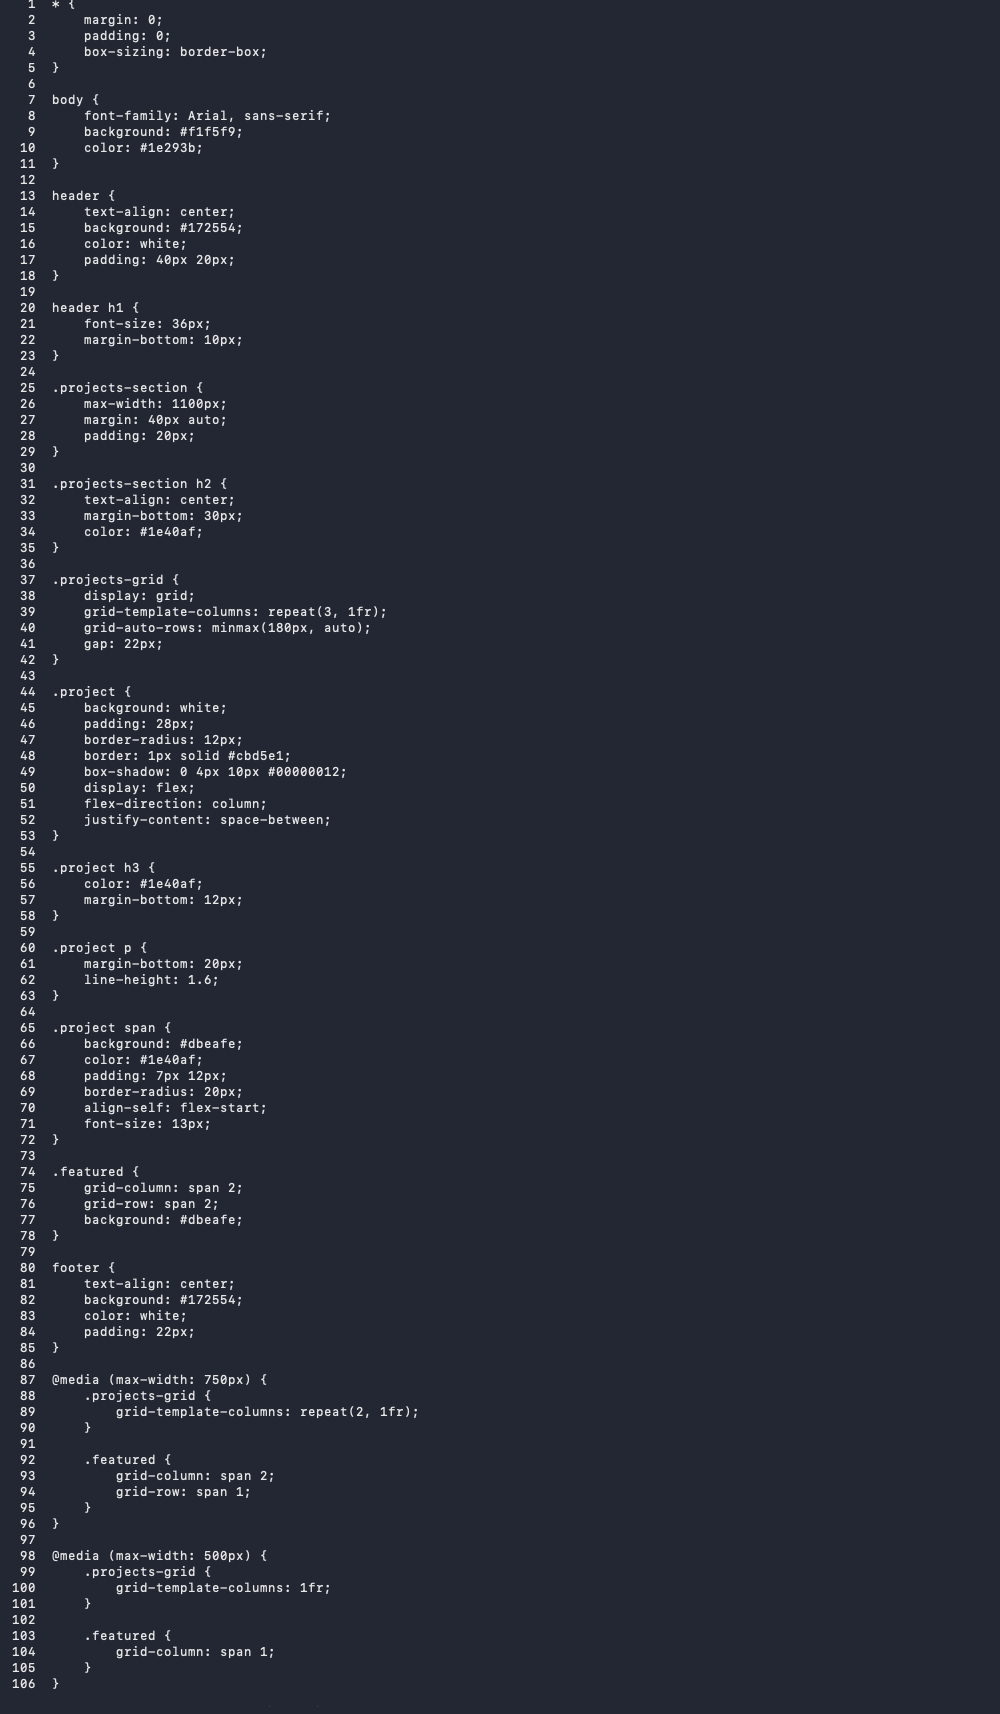 1 * {
2     margin: 0;
3     padding: 0;
4     box-sizing: border-box;
5 }
6
7 body {
8     font-family: Arial, sans-serif;
9     background: #f1f5f9;
10     color: #1e293b;
11 }
12
13 header {
14     text-align: center;
15     background: #172554;
16     color: white;
17     padding: 40px 20px;
18 }
19
20 header h1 {
21     font-size: 36px;
22     margin-bottom: 10px;
23 }
24
25 .projects-section {
26     max-width: 1100px;
27     margin: 40px auto;
28     padding: 20px;
29 }
30
31 .projects-section h2 {
32     text-align: center;
33     margin-bottom: 30px;
34     color: #1e40af;
35 }
36
37 .projects-grid {
38     display: grid;
39     grid-template-columns: repeat(3, 1fr);
40     grid-auto-rows: minmax(180px, auto);
41     gap: 22px;
42 }
43
44 .project {
45     background: white;
46     padding: 28px;
47     border-radius: 12px;
48     border: 1px solid #cbd5e1;
49     box-shadow: 0 4px 10px #00000012;
50     display: flex;
51     flex-direction: column;
52     justify-content: space-between;
53 }
54
55 .project h3 {
56     color: #1e40af;
57     margin-bottom: 12px;
58 }
59
60 .project p {
61     margin-bottom: 20px;
62     line-height: 1.6;
63 }
64
65 .project span {
66     background: #dbeafe;
67     color: #1e40af;
68     padding: 7px 12px;
69     border-radius: 20px;
70     align-self: flex-start;
71     font-size: 13px;
72 }
73
74 .featured {
75     grid-column: span 2;
76     grid-row: span 2;
77     background: #dbeafe;
78 }
79
80 footer {
81     text-align: center;
82     background: #172554;
83     color: white;
84     padding: 22px;
85 }
86
87 @media (max-width: 750px) {
88     .projects-grid {
89         grid-template-columns: repeat(2, 1fr);
90     }
91
92     .featured {
93         grid-column: span 2;
94         grid-row: span 1;
95     }
96 }
97
98 @media (max-width: 500px) {
99     .projects-grid {
100         grid-template-columns: 1fr;
101     }
102
103     .featured {
104         grid-column: span 1;
105     }
106 }